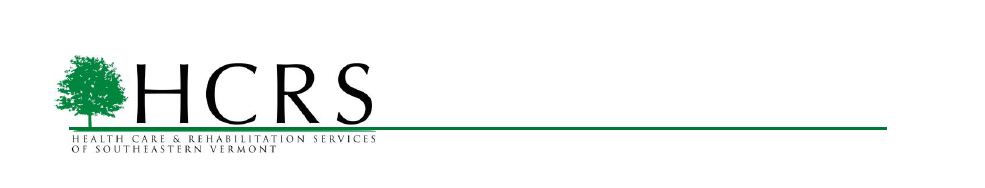 HCRS
HEALTH CARE & REHABILITATION SERVICES
OF SOUTHEASTERN VERMONT